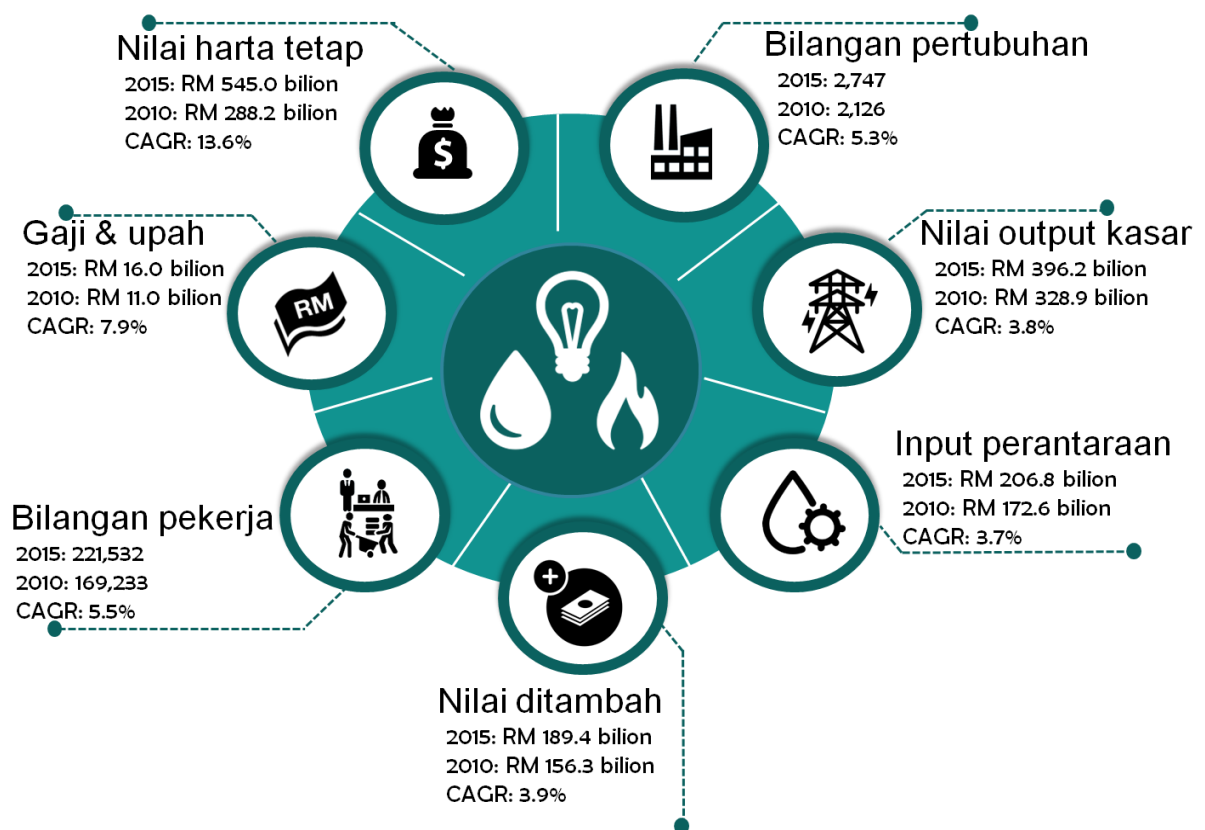 Nilai harta tetap
2015: RM 545.0 bilion
2010: RM 288.2 bilion
CAGR: 13.6%
$
Bilangan pertubuhan
2015: 2,747
2010: 2,126
CAGR: 5.3%
Gaji & upah
2015: RM 16.0 bilion
2010: RM 11.0 bilion
CAGR: 7.9%
RM
Nilai output kasar
2015: RM 396.2 bilion
2010: RM 328.9 bilion
CAGR: 3.8%
Input perantaraan
2015: RM 206.8 bilion
2010: RM 172.6 bilion
CAGR: 3.7%
Bilangan pekerja
2015: 221,532
2010: 169,233
CAGR: 5.5%
Nilai ditambah
2015: RM 189.4 bilion
2010: RM 156.3 bilion
CAGR: 3.9%